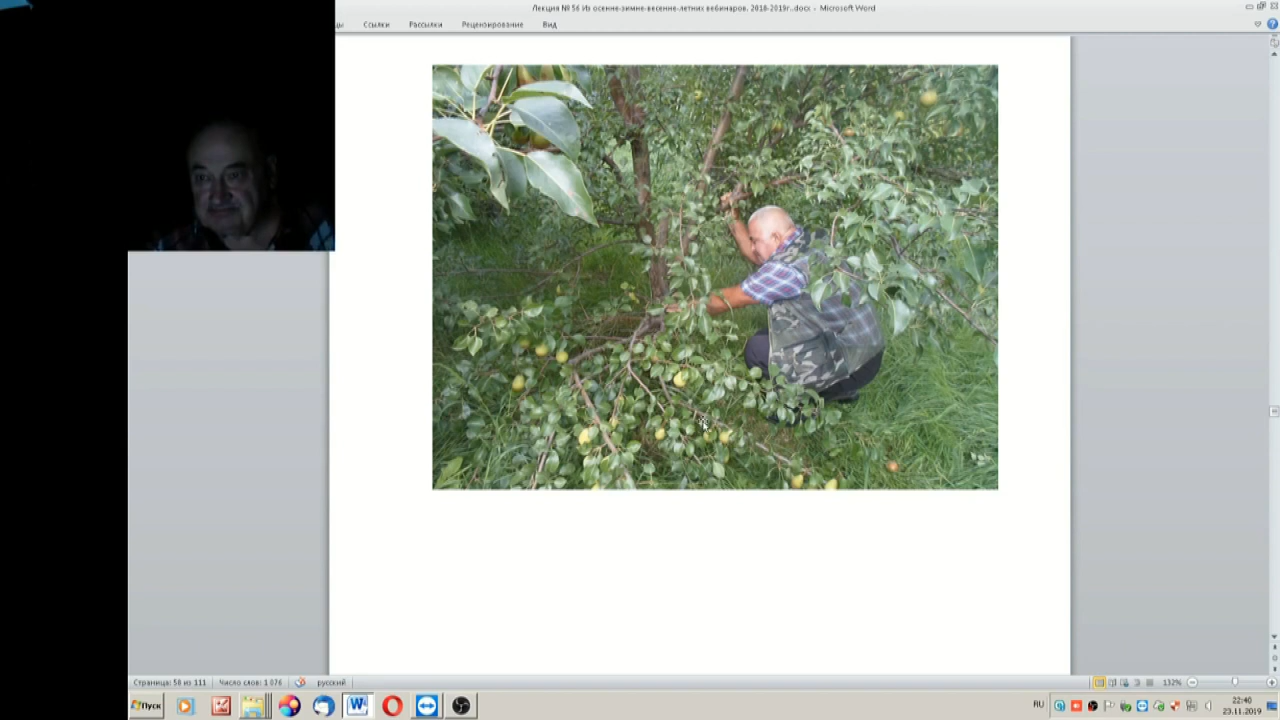 Лекция № 56 Из осенне-зимне-весенне-летних вебинаров. 2018-2019г..docx - Microsoft Word
Ссылки Рассылки Рецензирование Вид
Страница: 58 из 111 Число слов: 1 076 русский 132%
Пуск RU 22:40
23.11.2019